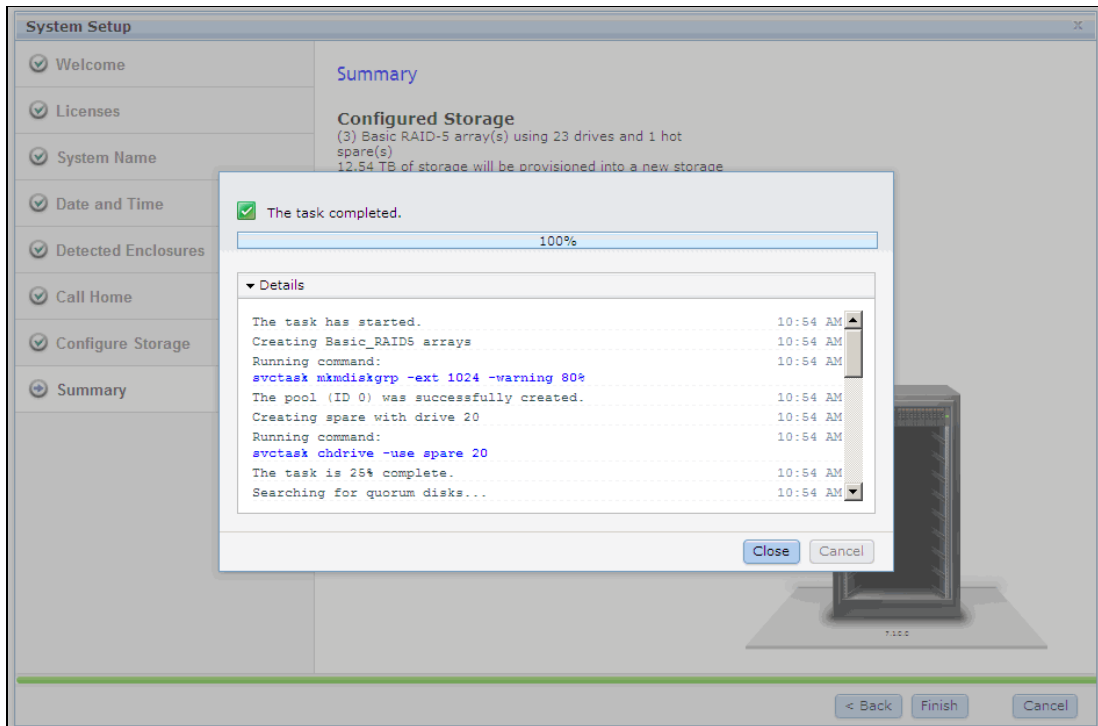 System Setup
x
Welcome
Licenses
System Name
Date and Time
Detected Enclosures
Call Home
Configure Storage
Summary
Summary
Configured Storage
(3) Basic RAID-5 array(s) using 23 drives and 1 hot
spare(s)
12.54 TB of storage will be provisioned into a new storage
The task completed.
100%
Details
The task has started. 10:54 AM
Creating Basic_RAID5 arrays 10:54 AM
Running command: 10:54 AM
svctask mkmdiskgrp -ext 1024 -warning 80%
The pool (ID 0) was successfully created. 10:54 AM
Creating spare with drive 20 10:54 AM
Running command: 10:54 AM
svctask chdrive -use spare 20
The task is 25% complete. 10:54 AM
Searching for quorum disks... 10:54 AM
Close
Cancel
7.1.0.0
< Back
Finish
Cancel